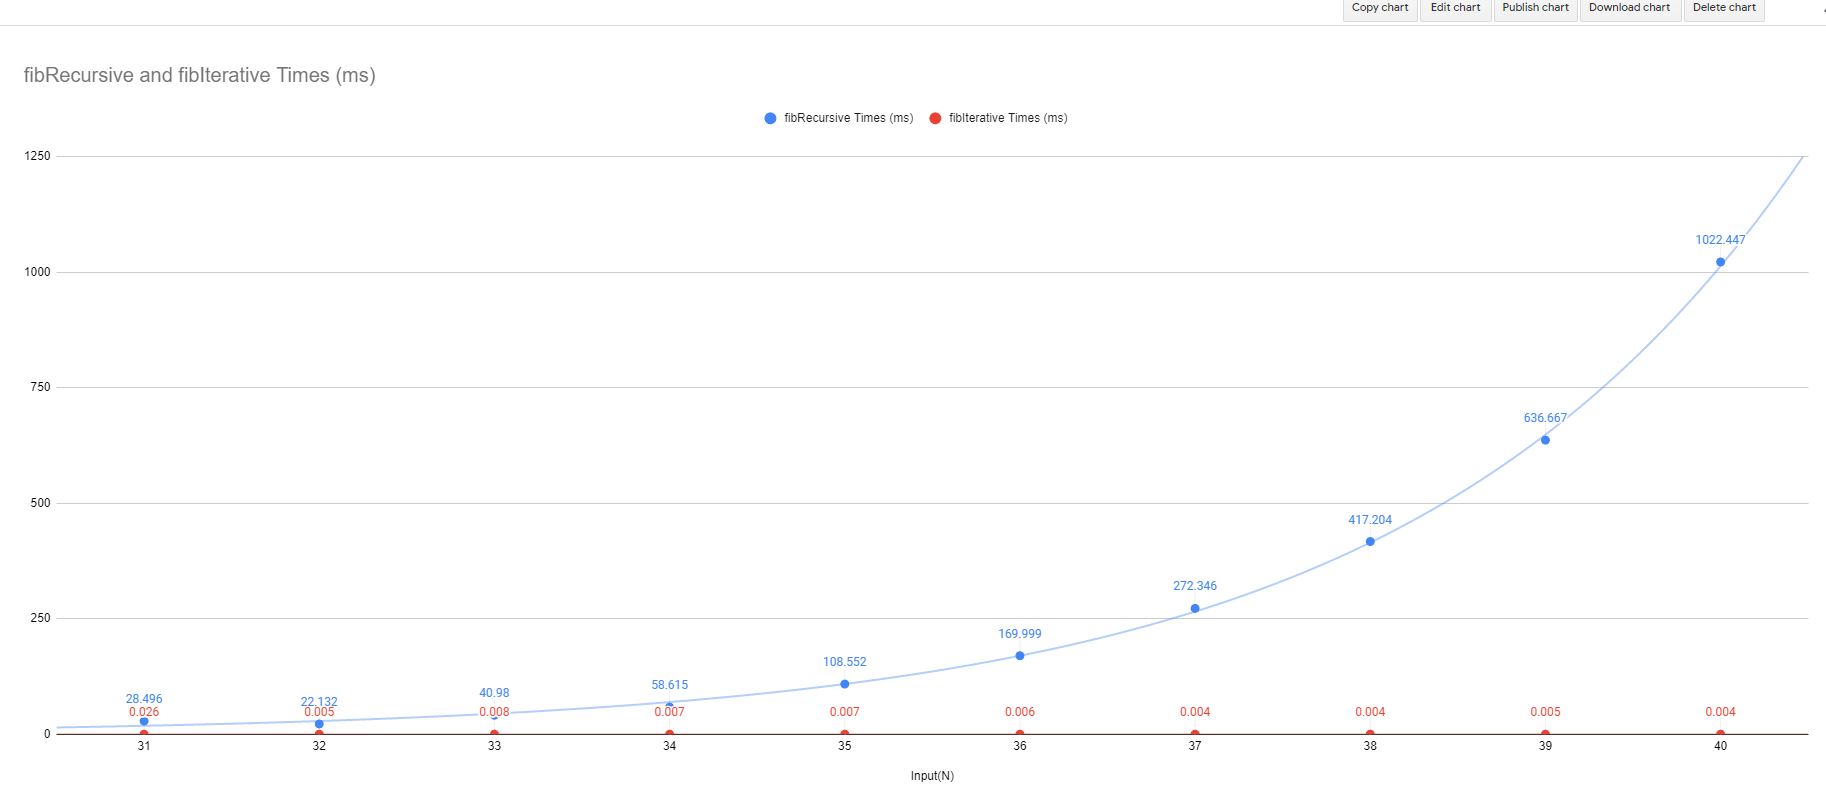 Copy chart Edit chart Publish chart Download chart Delete chart
fibRecursive and fibIterative Times (ms)
fibRecursive Times (ms) fibIterative Times (ms)
1250
1000
750
500
250
0
1022.447
636.667
417.204
272.346
169.999
108.552
58.615
40.98
22.132
28.496
0.026 0.005 0.008 0.007 0.007 0.006 0.004 0.004 0.005 0.004
31 32 33 34 35 36 37 38 39 40
Input(N)